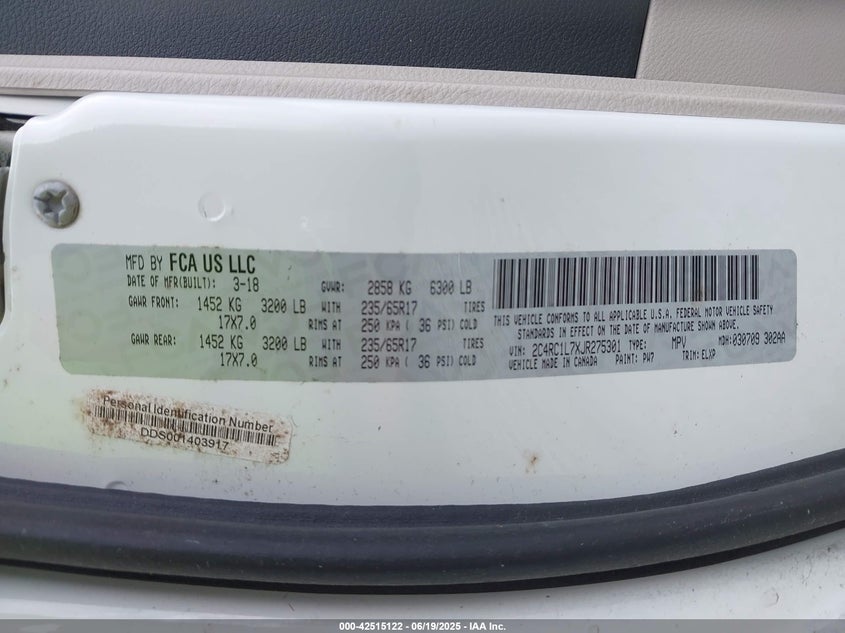 MFD BY FCA US LLC
DATE OF MFR(BUILT): 3-18 GVWR: 2858 KG 6300 LB
GAWR FRONT: 1452 KG 3200 LB WITH 235/65R17 TIRES
17X7.0 RIMS AT 250 KPA ( 36 PSI) COLD
GAWR REAR: 1452 KG 3200 LB WITH 235/65R17 TIRES
17X7.0 RIMS AT 250 KPA ( 36 PSI) COLD
THIS VEHICLE CONFORMS TO ALL APPLICABLE U.S.A. FEDERAL MOTOR VEHICLE SAFETY
STANDARDS IN EFFECT ON THE DATE OF MANUFACTURE SHOWN ABOVE.
VIN: 2C4RC1L7XJR275301 TYPE: MPV MDH:030709 302AA
VEHICLE MADE IN CANADA PAINT: PW7 TRIM: ELXP
Personal Identification Number
DDS001403917
000-42515122 - 06/19/2025 - IAA Inc.